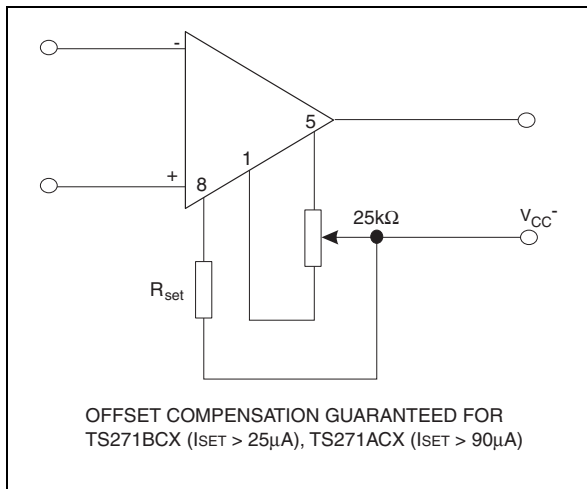 -
5
1
+
8
25kΩ
VCC-
Rset
OFFSET COMPENSATION GUARANTEED FOR
TS271BCX (ISET > 25µA), TS271ACX (ISET > 90µA)